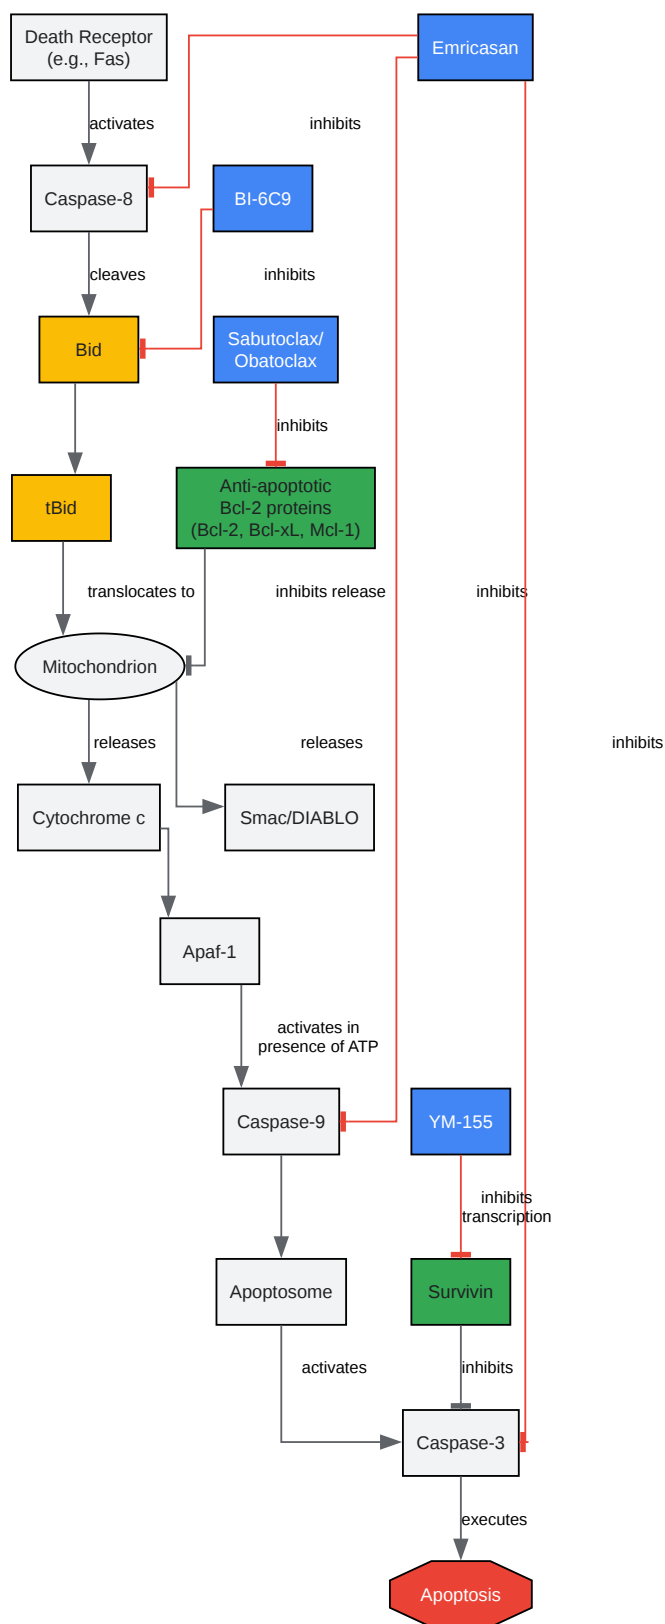 Death Receptor
(e.g., Fas)
Emricasan
activates
inhibits
Caspase-8
BI-6C9
cleaves
inhibits
Bid
Sabutoclax/
Obatoclax
inhibits
tBid
Anti-apoptotic
Bcl-2 proteins
(Bcl-2, Bcl-xL, Mcl-1)
translocates to
inhibits release
inhibits
Mitochondrion
releases
releases
inhibits
Cytochrome c
Smac/DIABLO
Apaf-1
activates in
presence of ATP
Caspase-9
YM-155
inhibits
transcription
Apoptosome
Survivin
activates
inhibits
Caspase-3
executes
Apoptosis